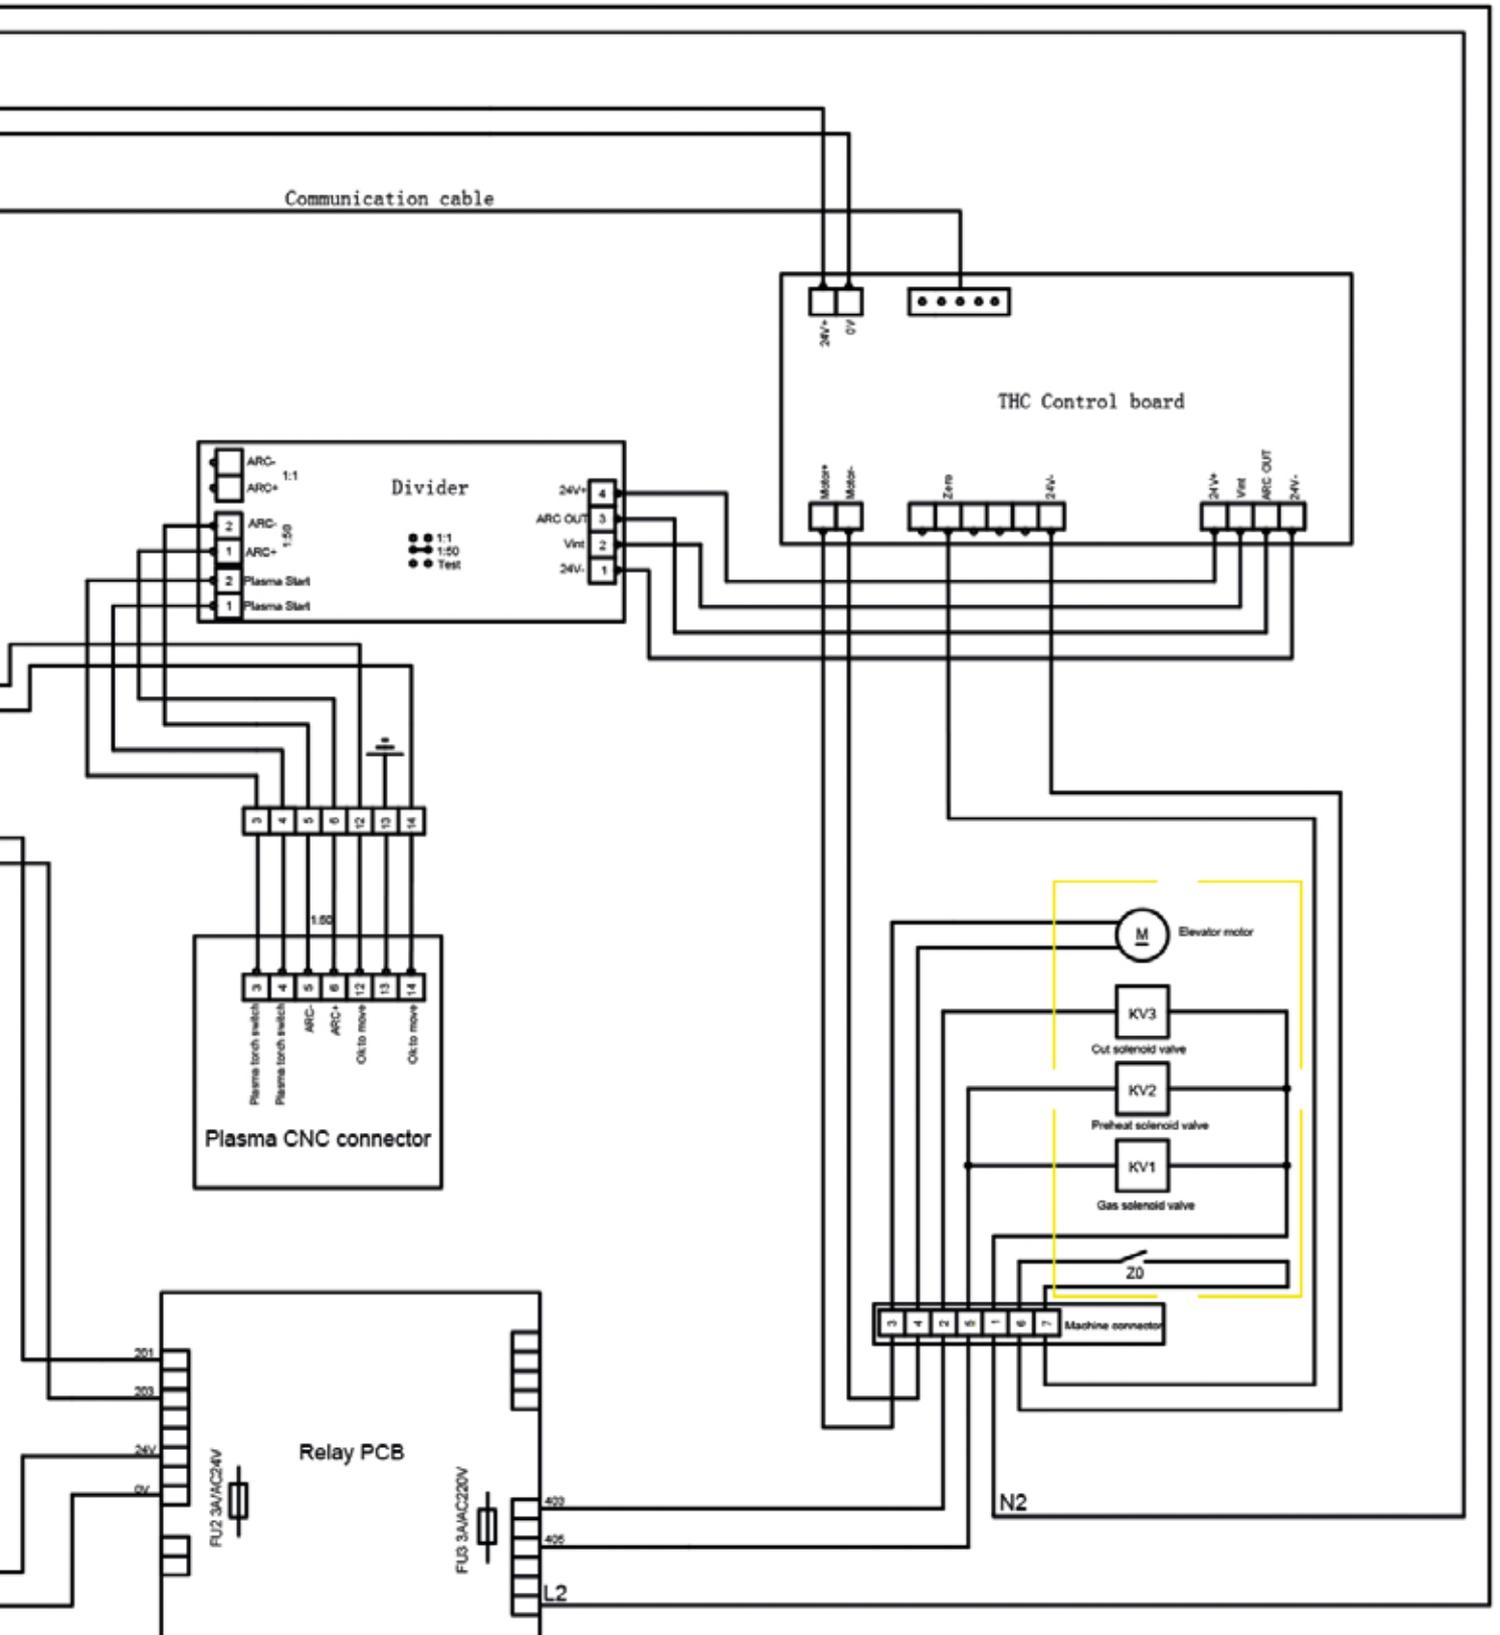 Communication cable
24V+
0V
THC Control board
Motor+
Motor-
Zero
24V-
24V+
Vint
ARC OUT
24V-
ARC-
1:1
ARC+
Divider
2
ARC-
1:50
1
ARC+
2
Plasma Start
1
Plasma Start
1:1
1:50
Test
24V+
4
ARC OUT
3
Vint
2
24V-
1
3
4
5
6
12
13
14
1:50
3
4
5
6
12
13
14
Plasma torch switch
Plasma torch switch
ARC-
ARC+
Ok to move
Ok to move
Plasma CNC connector
M
Elevator motor
KV3
Cut solenoid valve
KV2
Preheat solenoid valve
KV1
Gas solenoid valve
Z0
3
4
2
5
1
6
7
Machine connector
201
203
24V
0V
Relay PCB
FU2 3A/AC24V
FU3 3A/AC220V
403
405
L2
N2